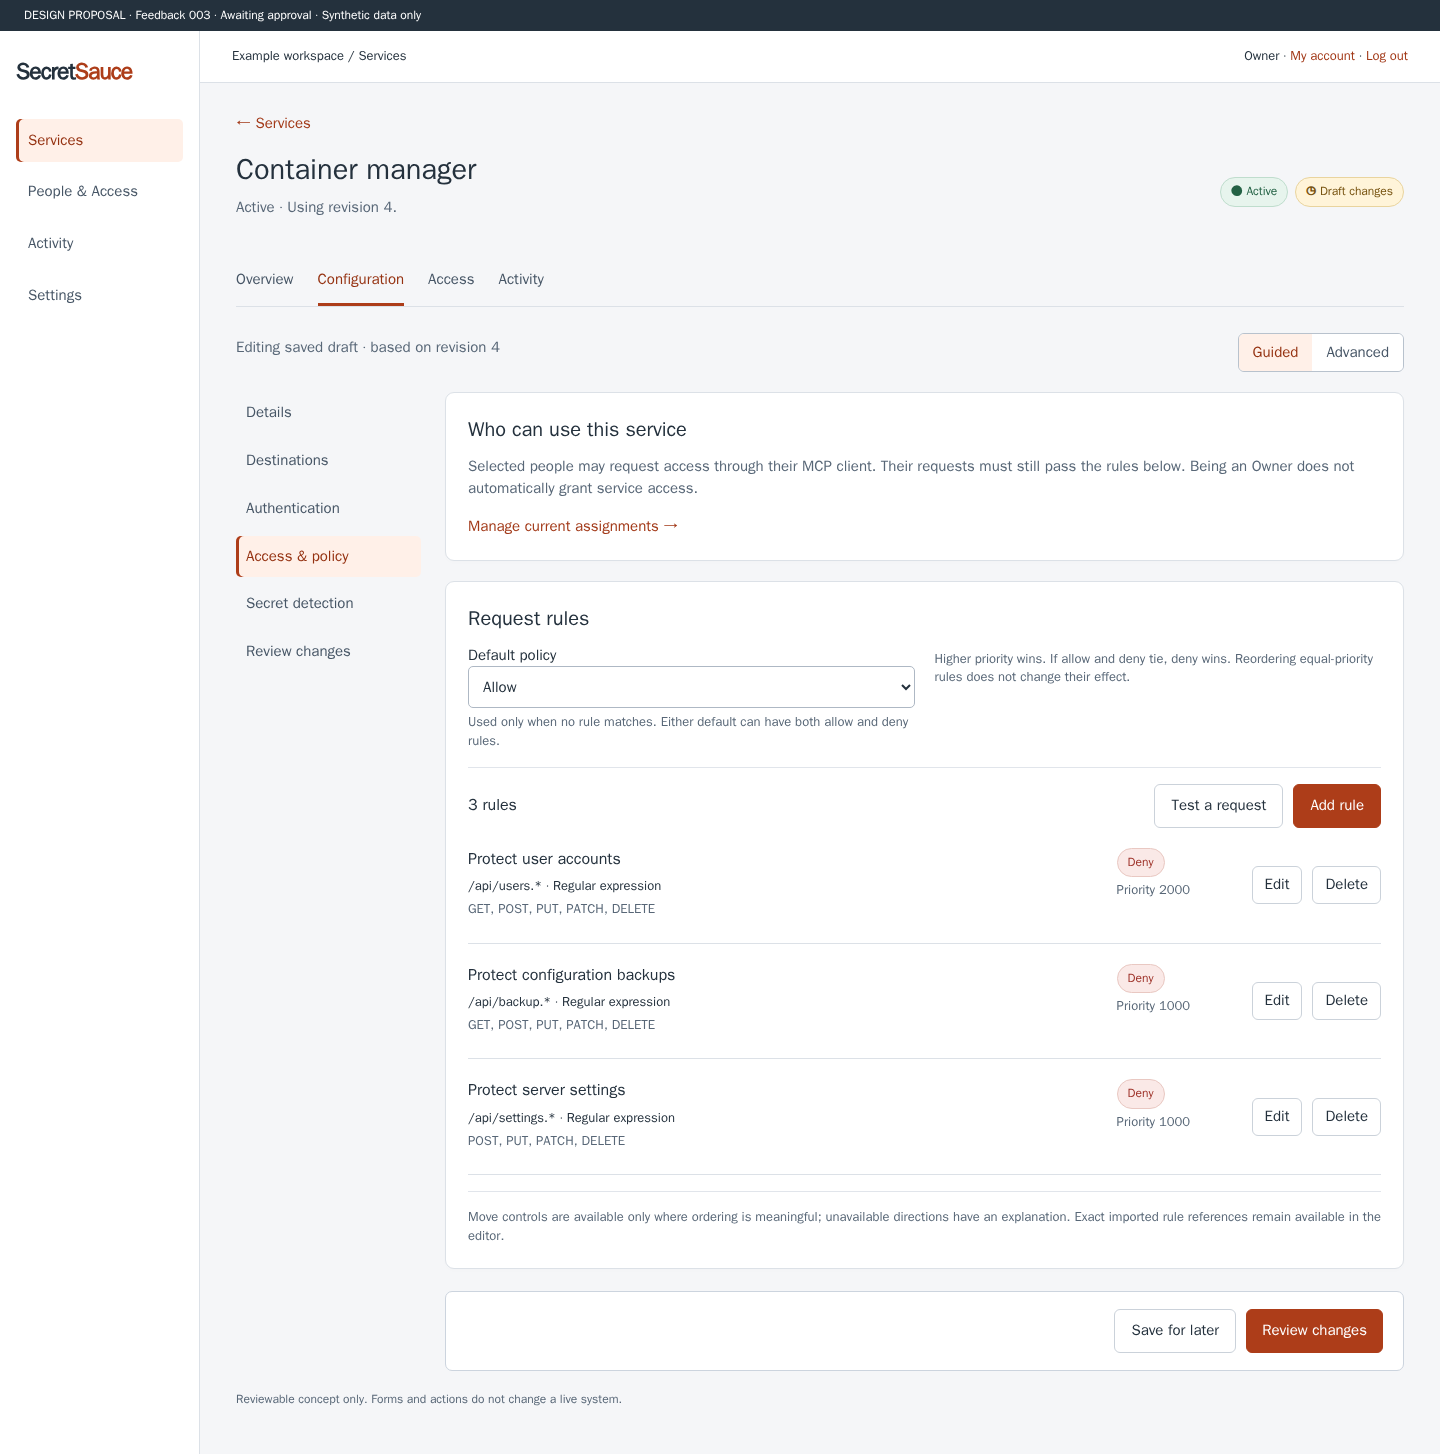 DESIGN PROPOSAL · Feedback 003 · Awaiting approval · Synthetic data only
SecretSauce
Example workspace / Services
Owner · My account · Log out
Services
People & Access
Activity
Settings
← Services
Container manager
Active · Using revision 4.
Active
Draft changes
Overview
Configuration
Access
Activity
Editing saved draft · based on revision 4
Guided
Advanced
Details
Destinations
Authentication
Access & policy
Secret detection
Review changes
Who can use this service
Selected people may request access through their MCP client. Their requests must still pass the rules below. Being an Owner does not
automatically grant service access.
Manage current assignments →
Request rules
Default policy
Allow
Used only when no rule matches. Either default can have both allow and deny
rules.
Higher priority wins. If allow and deny tie, deny wins. Reordering equal-priority
rules does not change their effect.
3 rules
Test a request
Add rule
Protect user accounts
/api/users.* · Regular expression
GET, POST, PUT, PATCH, DELETE
Deny
Priority 2000
Edit
Delete
Protect configuration backups
/api/backup.* · Regular expression
GET, POST, PUT, PATCH, DELETE
Deny
Priority 1000
Edit
Delete
Protect server settings
/api/settings.* · Regular expression
POST, PUT, PATCH, DELETE
Deny
Priority 1000
Edit
Delete
Move controls are available only where ordering is meaningful; unavailable directions have an explanation. Exact imported rule references remain available in the
editor.
Save for later
Review changes
Reviewable concept only. Forms and actions do not change a live system.